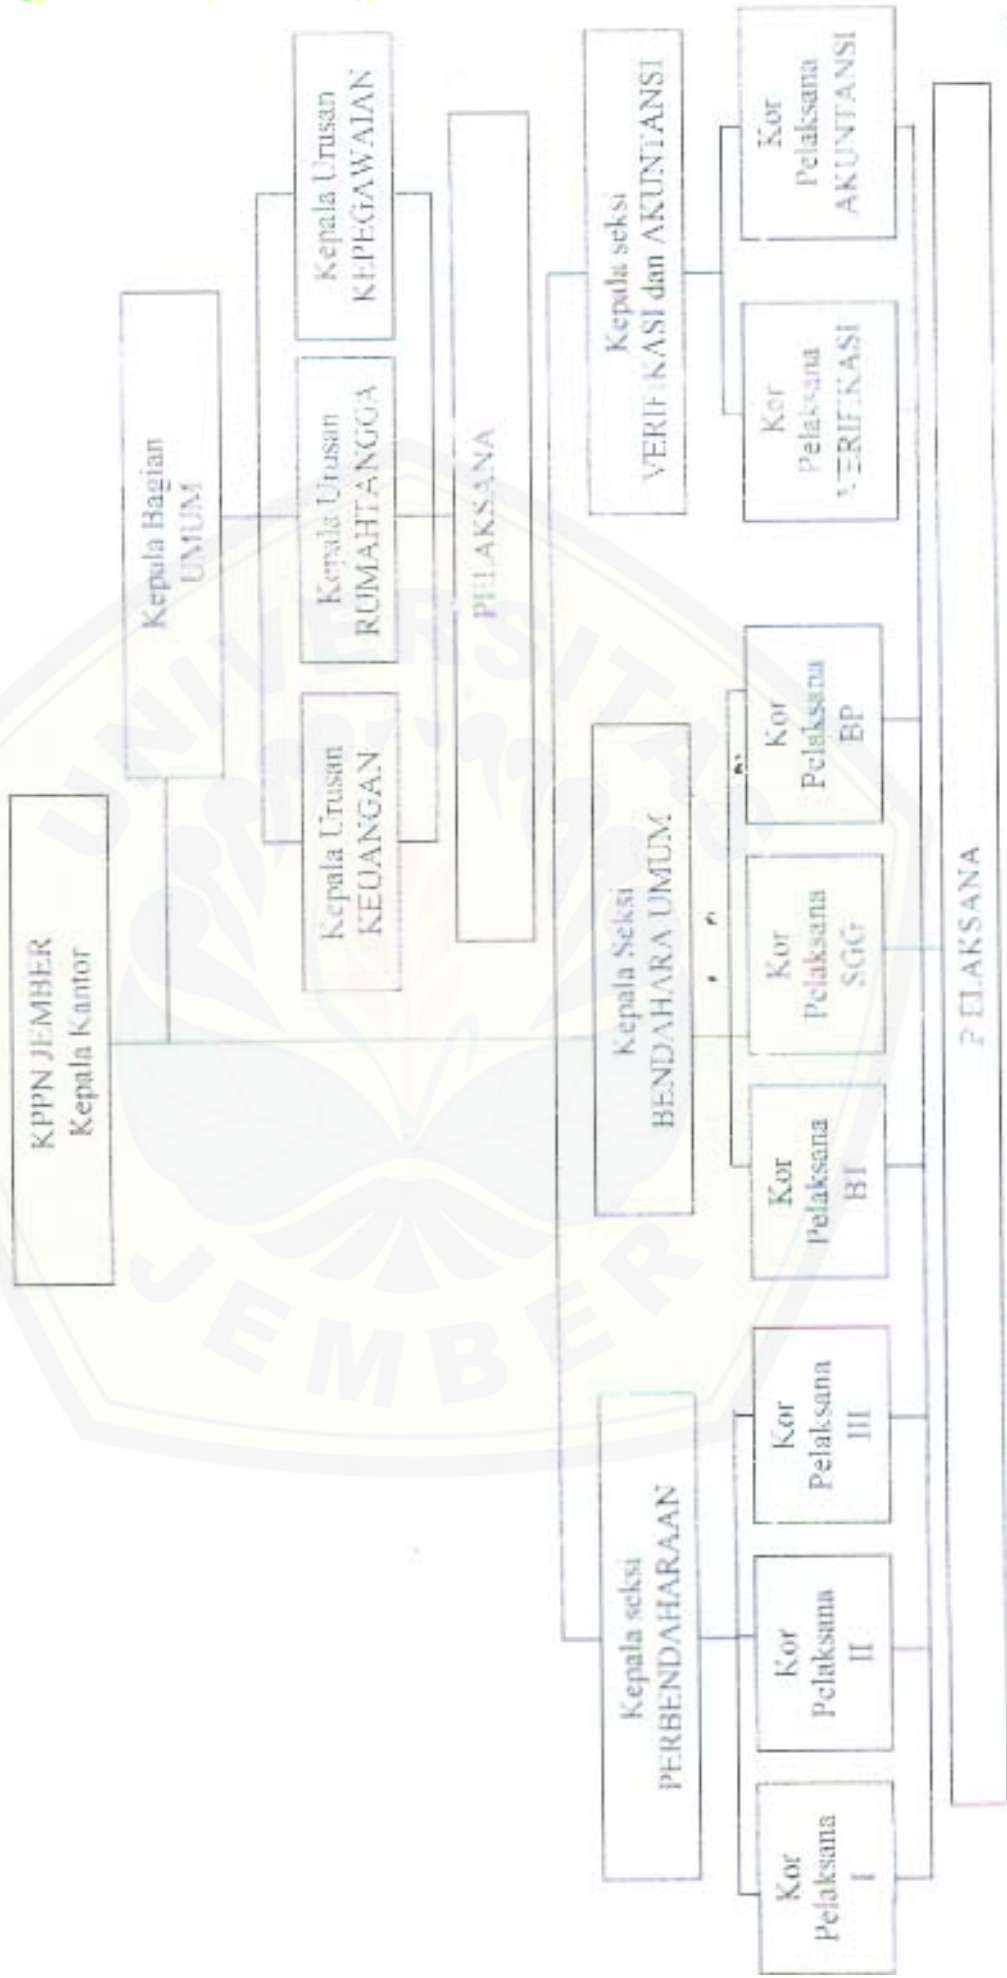 KPPN JEMBER
Kepala Kantor
Kepala Bagian
UMUM
Kepala Urusan
KEUANGAN
Kepala Urusan
RUMAHTANGGA
Kepala Urusan
KEPEGAWAIAN
PELAKSANA
Kepala seksi
PERBENDAHARAAN
Kepala Seksi
BENDAHARA UMUM
Kepala seksi
VERIFIKASI dan AKUNTANSI
Kor
Pelaksana
I
Kor
Pelaksana
II
Kor
Pelaksana
III
Kor
Pelaksana
BI
Kor
Pelaksana
SGG
Kor
Pelaksana
BP
Kor
Pelaksana
VERIFIKASI
Kor
Pelaksana
AKUNTANSI
PELAKSANA
UNIVERSITAS
JEMBER